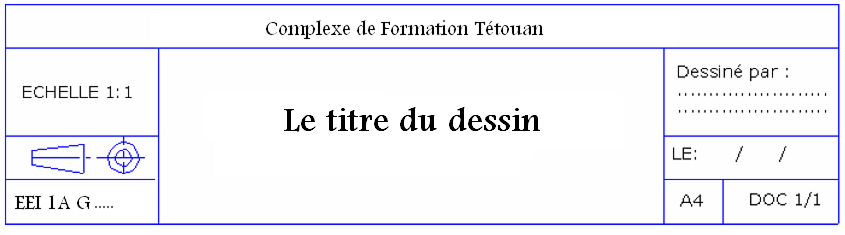 Complexe de Formation Tétouan
ECHELLE 1:1
EEI 1A G .....
Le titre du dessin
Dessiné par :
........................
........................
LE: / /
A4
DOC 1/1